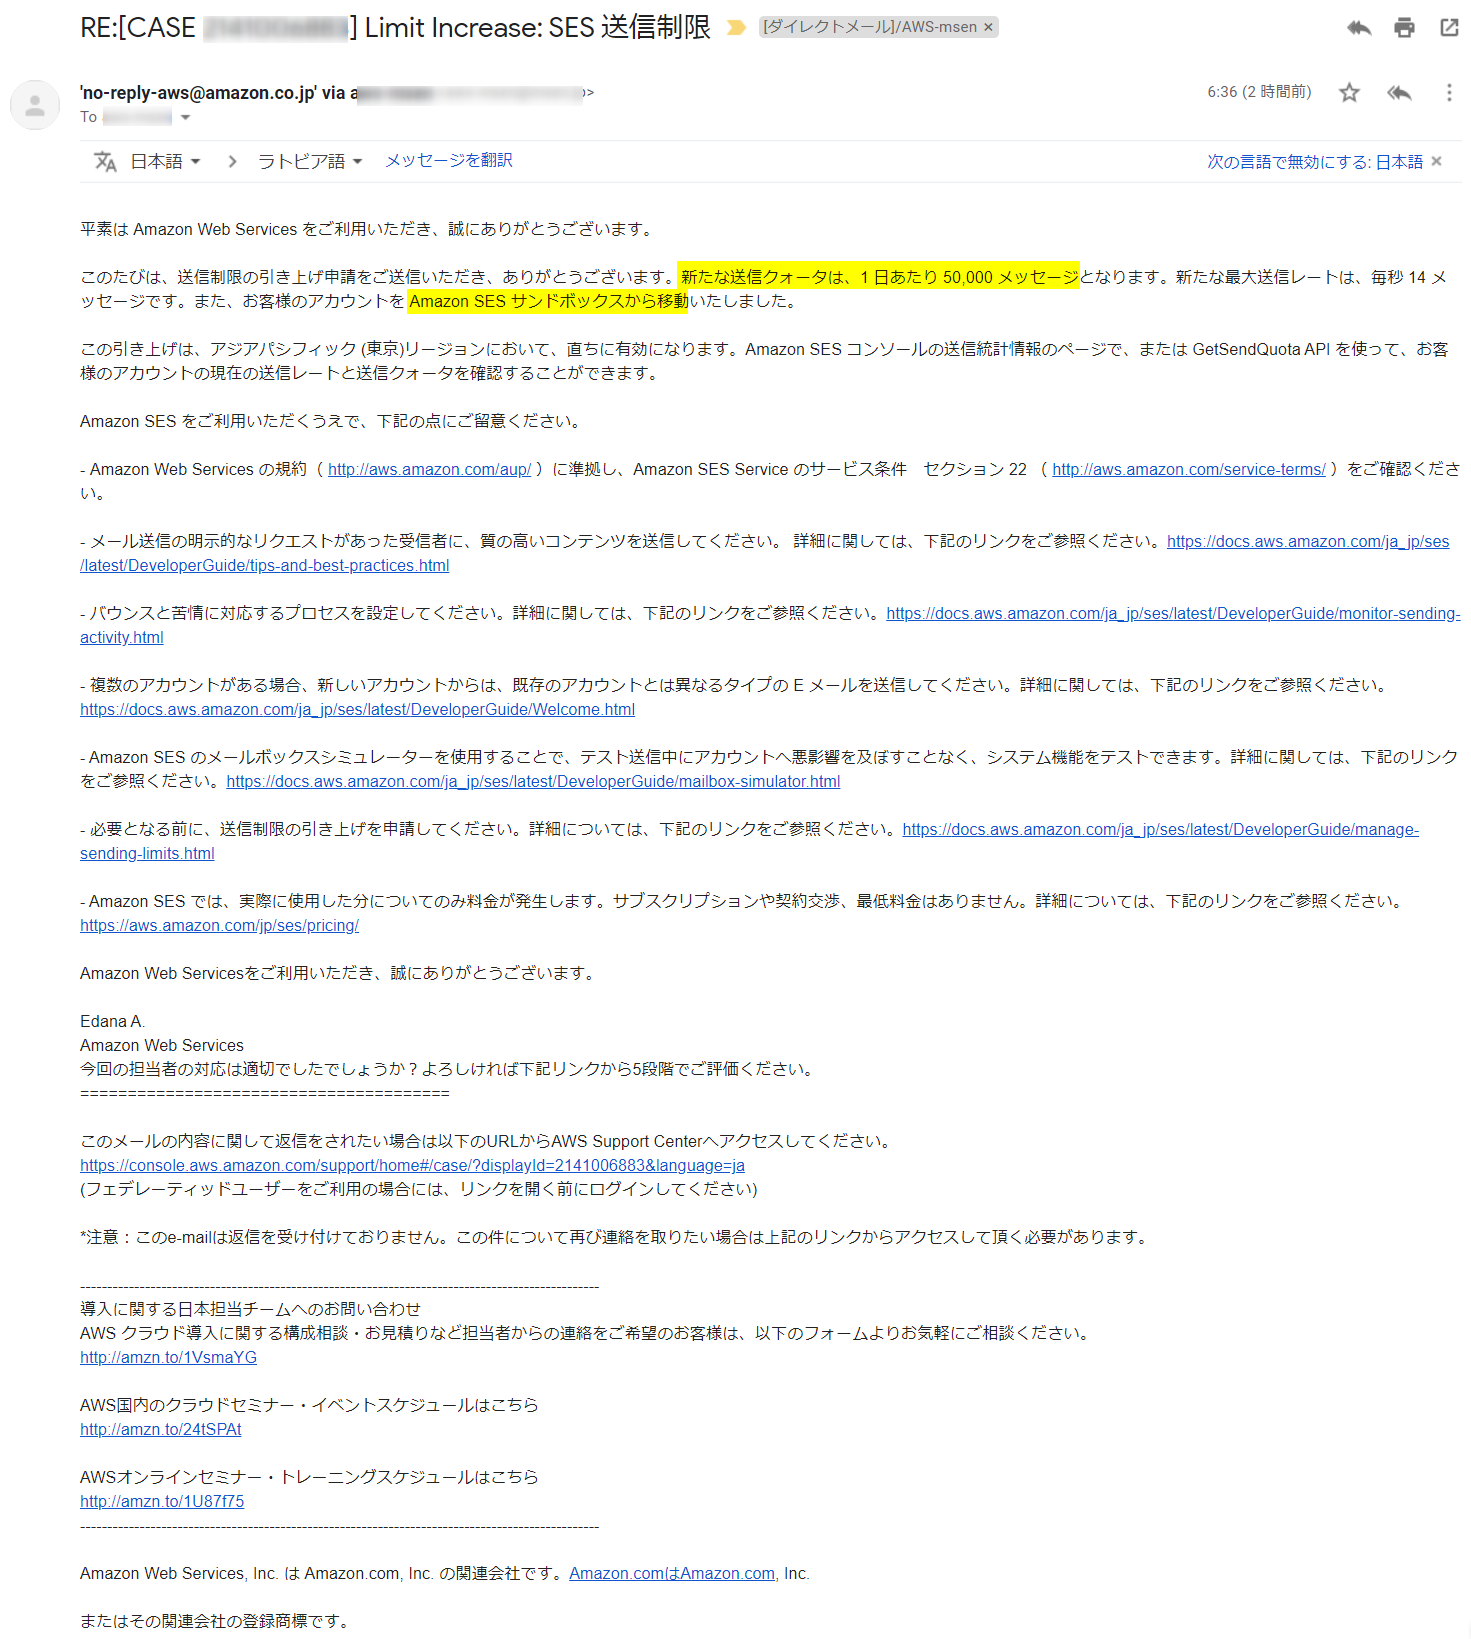 RE:[CASE ] Limit Increase: SES 送信制限 [ダイレクトメール]/AWS-msen ×
'no-reply-aws@amazon.co.jp' via a >
6:36 (2 時間前)
To
日本語 ラトビア語 メッセージを翻訳 次の言語で無効にする: 日本語 ×
平素は Amazon Web Services をご利用いただき、誠にありがとうございます。
このたびは、送信制限の引き上げ申請をご送信いただき、ありがとうございます。新たな送信クォータは、1 日あたり 50,000 メッセージとなります。新たな最大送信レートは、毎秒 14 メ
ッセージです。また、お客様のアカウントを Amazon SES サンドボックスから移動いたしました。
この引き上げは、アジアパシフィック (東京)リージョンにおいて、直ちに有効になります。Amazon SES コンソールの送信統計情報のページで、または GetSendQuota API を使って、お客
様のアカウントの現在の送信レートと送信クォータを確認することができます。
Amazon SES をご利用いただくうえで、下記の点にご留意ください。
- Amazon Web Services の規約（ http://aws.amazon.com/aup/ ）に準拠し、Amazon SES Service のサービス条件　セクション 22 （ http://aws.amazon.com/service-terms/ ）をご確認くださ
い。
- メール送信の明示的なリクエストがあった受信者に、質の高いコンテンツを送信してください。 詳細に関しては、下記のリンクをご参照ください。https://docs.aws.amazon.com/ja_jp/ses
/latest/DeveloperGuide/tips-and-best-practices.html
- バウンスと苦情に対応するプロセスを設定してください。詳細に関しては、下記のリンクをご参照ください。https://docs.aws.amazon.com/ja_jp/ses/latest/DeveloperGuide/monitor-sending-
activity.html
- 複数のアカウントがある場合、新しいアカウントからは、既存のアカウントとは異なるタイプの E メールを送信してください。詳細に関しては、下記のリンクをご参照ください。
https://docs.aws.amazon.com/ja_jp/ses/latest/DeveloperGuide/Welcome.html
- Amazon SES のメールボックスシミュレーターを使用することで、テスト送信中にアカウントへ悪影響を及ぼすことなく、システム機能をテストできます。詳細に関しては、下記のリンク
をご参照ください。https://docs.aws.amazon.com/ja_jp/ses/latest/DeveloperGuide/mailbox-simulator.html
- 必要となる前に、送信制限の引き上げを申請してください。詳細については、下記のリンクをご参照ください。https://docs.aws.amazon.com/ja_jp/ses/latest/DeveloperGuide/manage-
sending-limits.html
- Amazon SES では、実際に使用した分についてのみ料金が発生します。サブスクリプションや契約交渉、最低料金はありません。詳細については、下記のリンクをご参照ください。
https://aws.amazon.com/jp/ses/pricing/
Amazon Web Servicesをご利用いただき、誠にありがとうございます。
Edana A.
Amazon Web Services
今回の担当者の対応は適切でしたでしょうか？よろしければ下記リンクから5段階でご評価ください。
=======================================
このメールの内容に関して返信をされたい場合は以下のURLからAWS Support Centerへアクセスしてください。
https://console.aws.amazon.com/support/home#/case/?displayId=2141006883&language=ja
(フェデレーティッドユーザーをご利用の場合には、リンクを開く前にログインしてください)
*注意：このe-mailは返信を受け付けておりません。この件について再び連絡を取りたい場合は上記のリンクからアクセスして頂く必要があります。
------------------------------------------------------------------------------------------------
導入に関する日本担当チームへのお問い合わせ
AWS クラウド導入に関する構成相談・お見積りなど担当者からの連絡をご希望のお客様は、以下のフォームよりお気軽にご相談ください。
http://amzn.to/1VsmaYG
AWS国内のクラウドセミナー・イベントスケジュールはこちら
http://amzn.to/24tSPAt
AWSオンラインセミナー・トレーニングスケジュールはこちら
http://amzn.to/1U87f75
------------------------------------------------------------------------------------------------
Amazon Web Services, Inc. は Amazon.com, Inc. の関連会社です。Amazon.comはAmazon.com, Inc.
またはその関連会社の登録商標です。